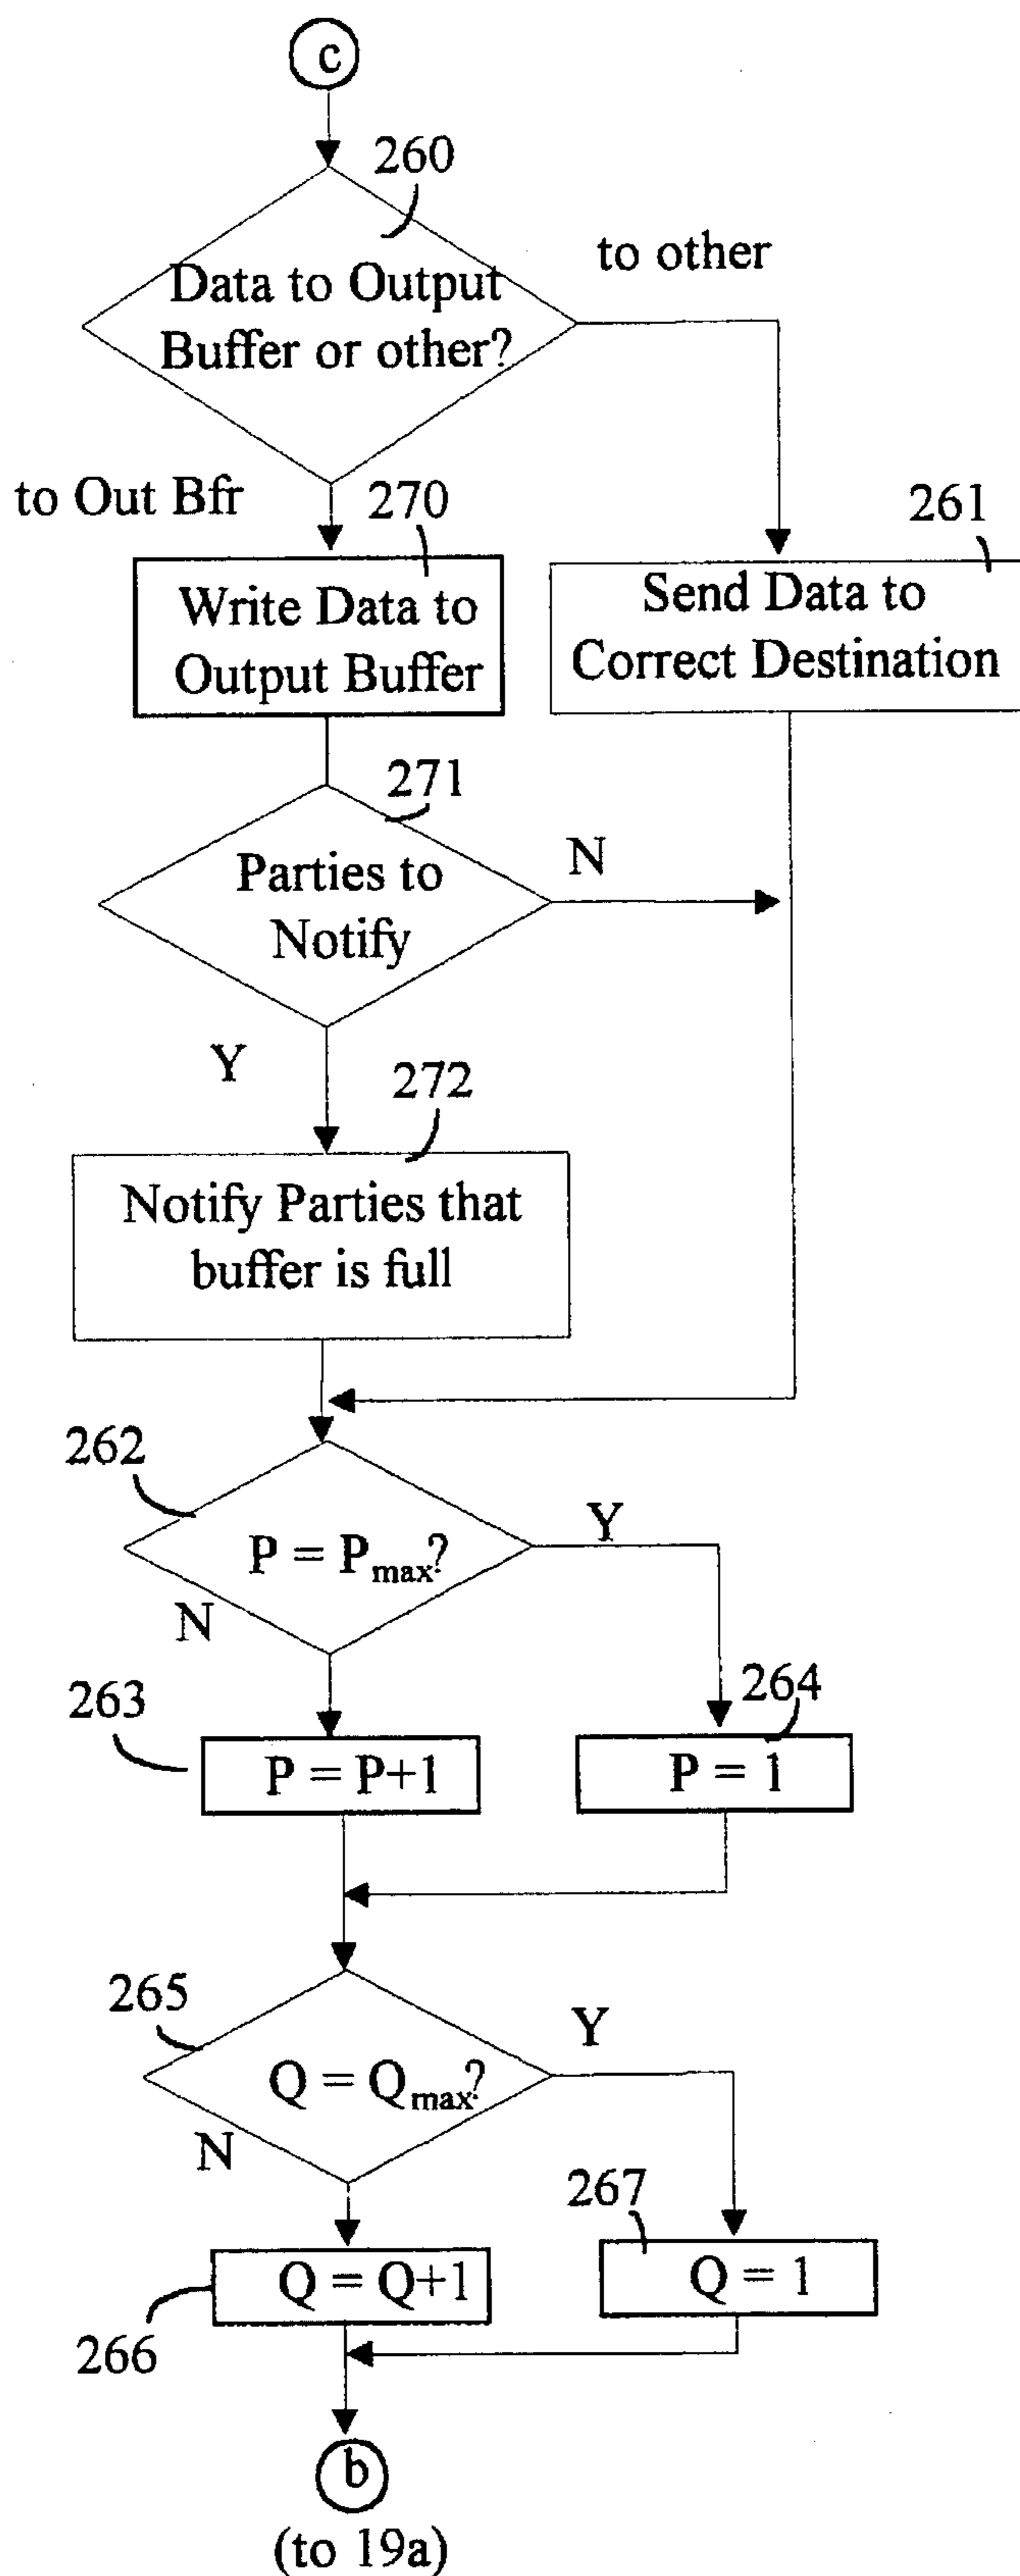 c
260
to other
Data to Output
Buffer or other?
to Out Bfr
270
261
Write Data to
Output Buffer
Send Data to
Correct Destination
271
Parties to
Notify
N
Y
272
Notify Parties that
buffer is full
262
P = Pmax?
Y
N
263
264
P = P+1
P = 1
265
Y
Q = Qmax?
N
267
Q = Q+1
Q = 1
266
b
(to 19a)